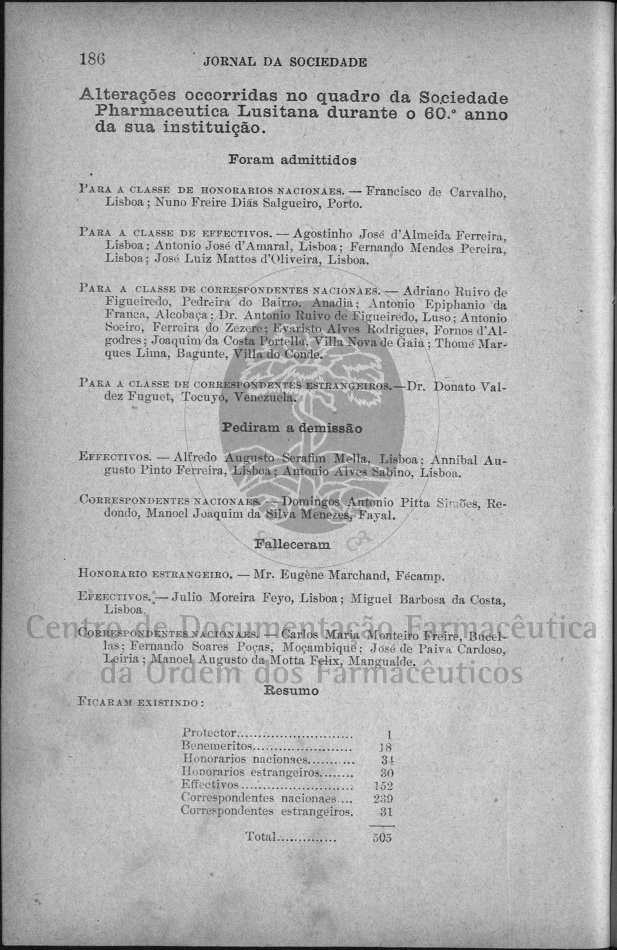 186
JORNAL DA SOCIEDADE
Alterações occorridas no quadro da Sociedade
Pharmaceutica Lusitana durante o 60.º anno
da sua instituição.
Foram admittidos
PARA A CLASSE DE HONORARIOS NACIONAES. — Francisco de Carvalho,
Lisboa; Nuno Freire Dias Salgueiro, Porto.
PARA A CLASSE DE EFFECTIVOS. — Agostinho José d'Almeida Ferreira,
Lisboa; Antonio José d'Amaral, Lisboa; Fernando Mendes Pereira,
Lisboa; José Luiz Mattos d'Oliveira, Lisboa.
PARA A CLASSE DE CORRESPONDENTES NACIONAES. — Adriano Ruivo de
Figueiredo, Pedreira do Bairro, Anadia; Antonio Epiphanio da
Franca, Alcobaça; Dr. Antonio Ruivo de Figueiredo, Luso; Antonio
Soeiro, Ferreira do Zezere; Evaristo Alves Rodrigues, Fornos d'Al-
godres; Joaquim da Costa Portella, Villa Nova de Gaia; Thomé Mar-
ques Lima, Bagunte, Villa do Conde.
PARA A CLASSE DE CORRESPONDENTES ESTRANGEIROS.—Dr. Donato Val-
dez Fuguet, Tocuyo, Venezuela.
Pediram a demissão
EFFECTIVOS. — Alfredo Augusto Serafim Mella, Lisboa; Annibal Au-
gusto Pinto Ferreira, Lisboa; Antonio Alves Sabino, Lisboa.
CORRESPONDENTES NACIONAES. — Domingos Antonio Pitta Simões, Re-
dondo, Manoel Joaquim da Silva Menezes, Fayal.
Falleceram
HONORARIO ESTRANGEIRO. — Mr. Eugène Marchand, Fécamp.
EFEECTIVOS. — Julio Moreira Feyo, Lisboa; Miguel Barbosa da Costa,
Lisboa.
Centro de Documentação Farmacêutica
CORRESPONDENTES NACIONAES. — Carlos Maria Monteiro Freire, Bucel-
las; Fernando Soares Poças, Moçambique; José de Paiva Cardoso,
Leiria; Manoel Augusto da Motta Felix, Mangualde.
da Ordem dos Farmacêuticos
Resumo
FICARAM EXISTINDO:
Protector........................... 1
Benemeritos....................... 18
Honorarios nacionaes........... 34
Honorarios estrangeiros........ 30
Effectivos.......................... 152
Correspondentes nacionaes.... 239
Correspondentes estrangeiros. 31
Total.............. 505